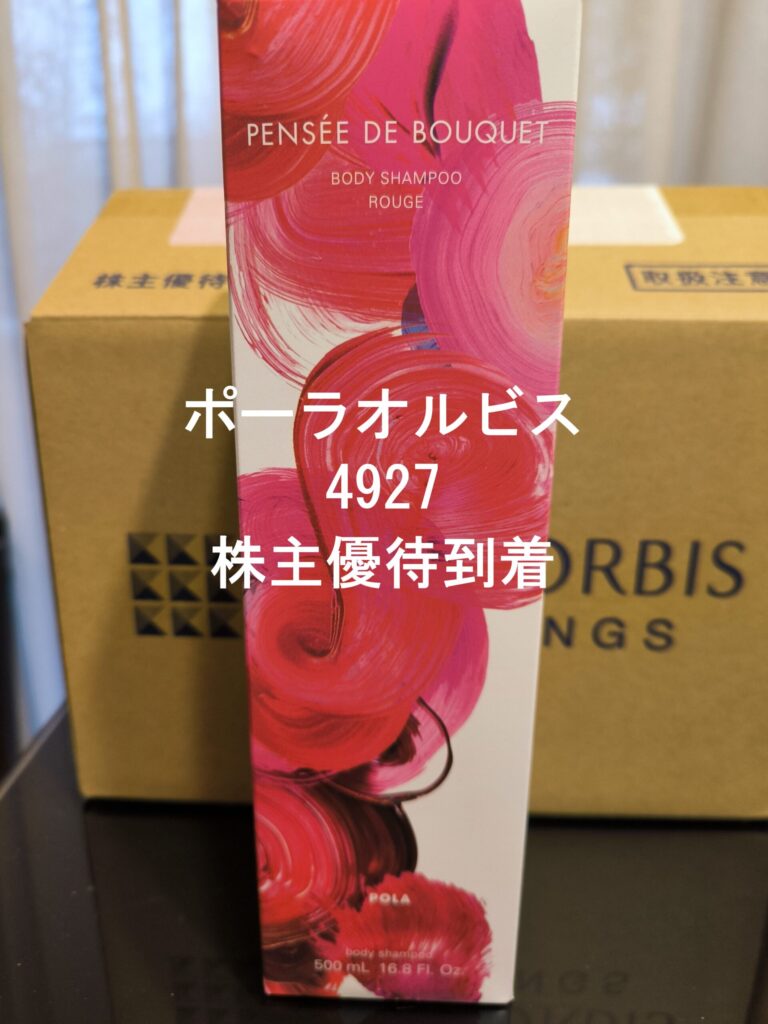 PENSÉE DE BOUQUET
BODY SHAMPOO
ROUGE
株主優待
取扱注意
ポーラオルビス
4927
株主優待到着
ORBIS
NGS
POLA
body shampoo
500 mL 16.8 Fl. Oz.